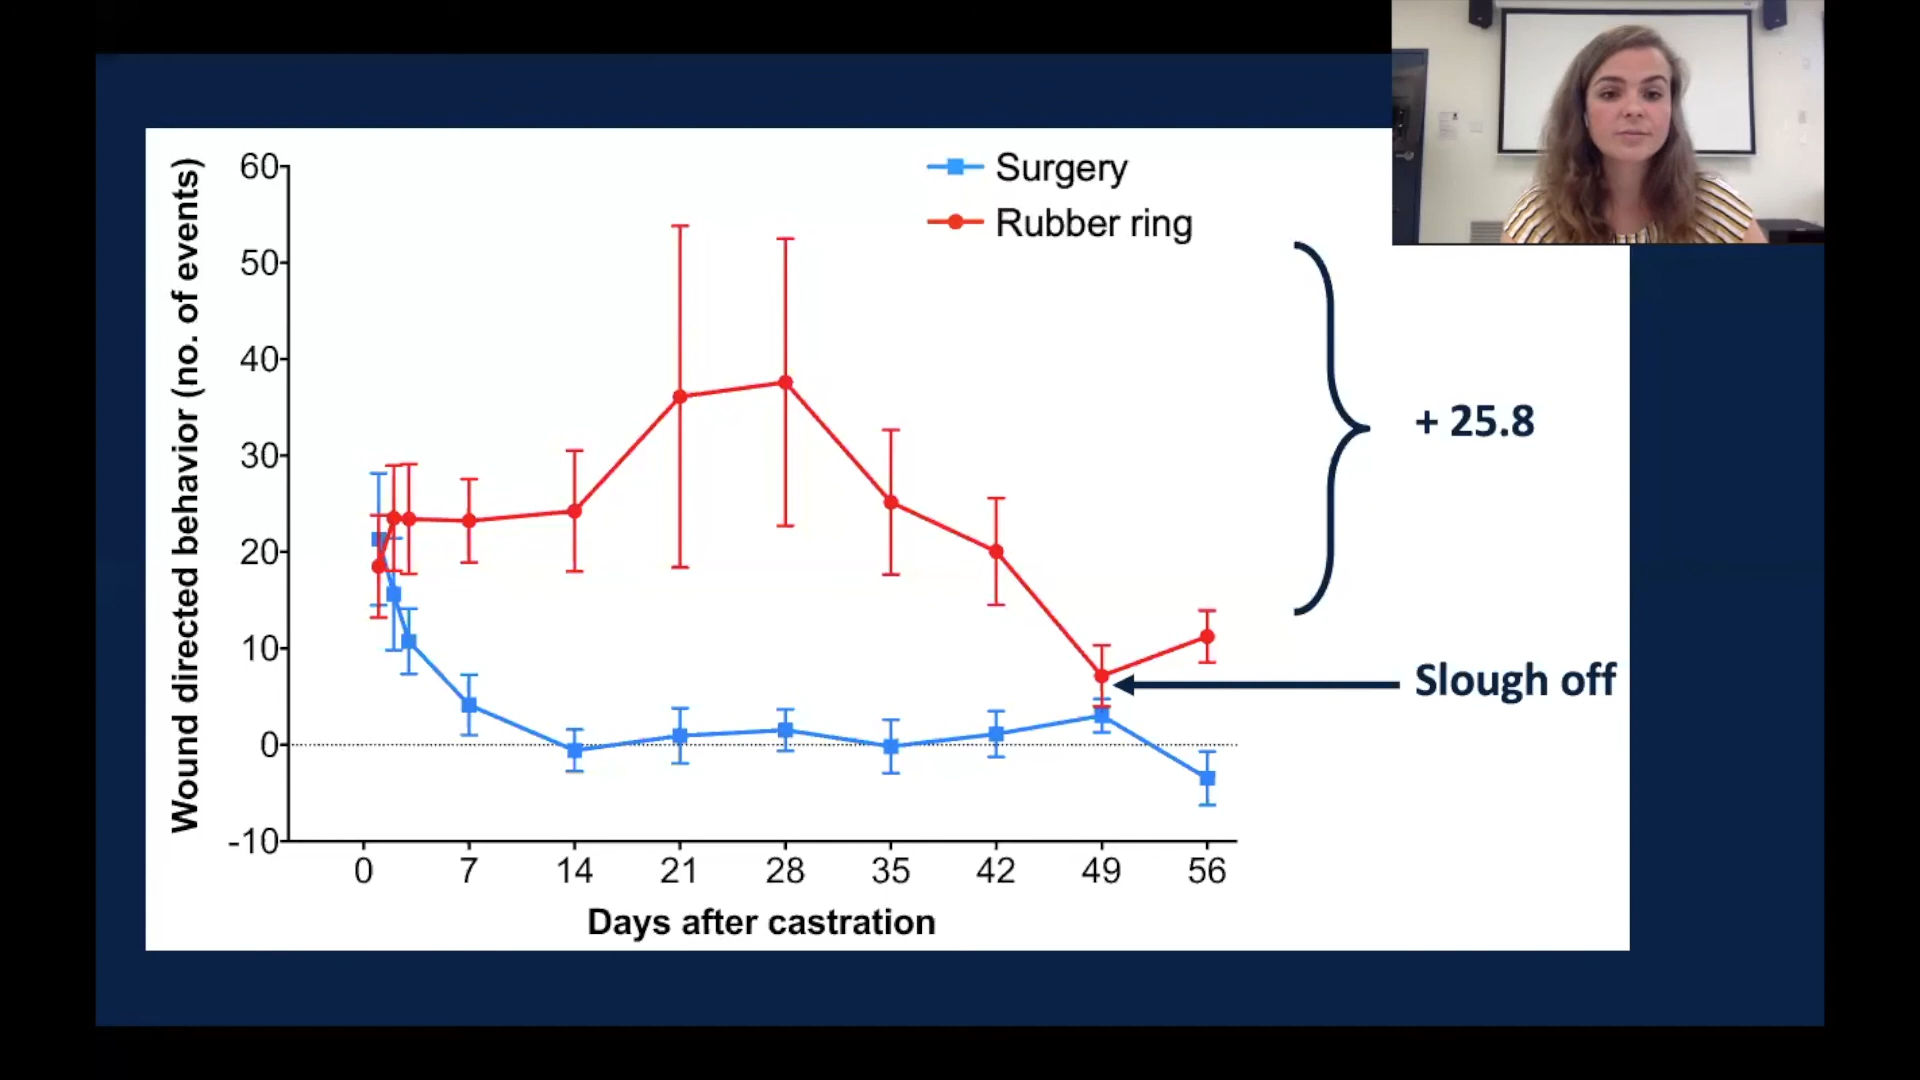 Surgery
Rubber ring
Wound directed behavior (no. of events)
60
50
40
30
20
10
0
-10
0 7 14 21 28 35 42 49 56
Days after castration
+ 25.8
Slough off